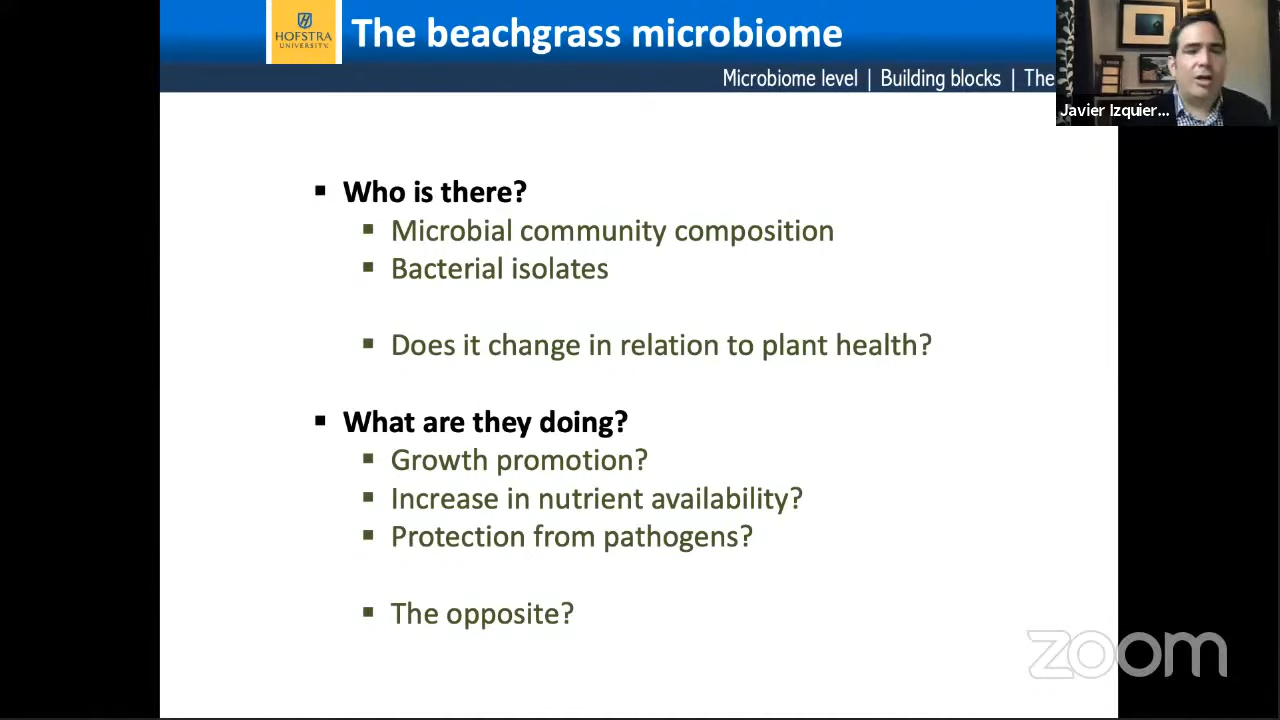 HOFSTRA
UNIVERSITY.
The beachgrass microbiome
Microbiome level | Building blocks | The
Javier Izquier...
▪ Who is there?
▪ Microbial community composition
▪ Bacterial isolates
▪ Does it change in relation to plant health?
▪ What are they doing?
▪ Growth promotion?
▪ Increase in nutrient availability?
▪ Protection from pathogens?
▪ The opposite?
zoom